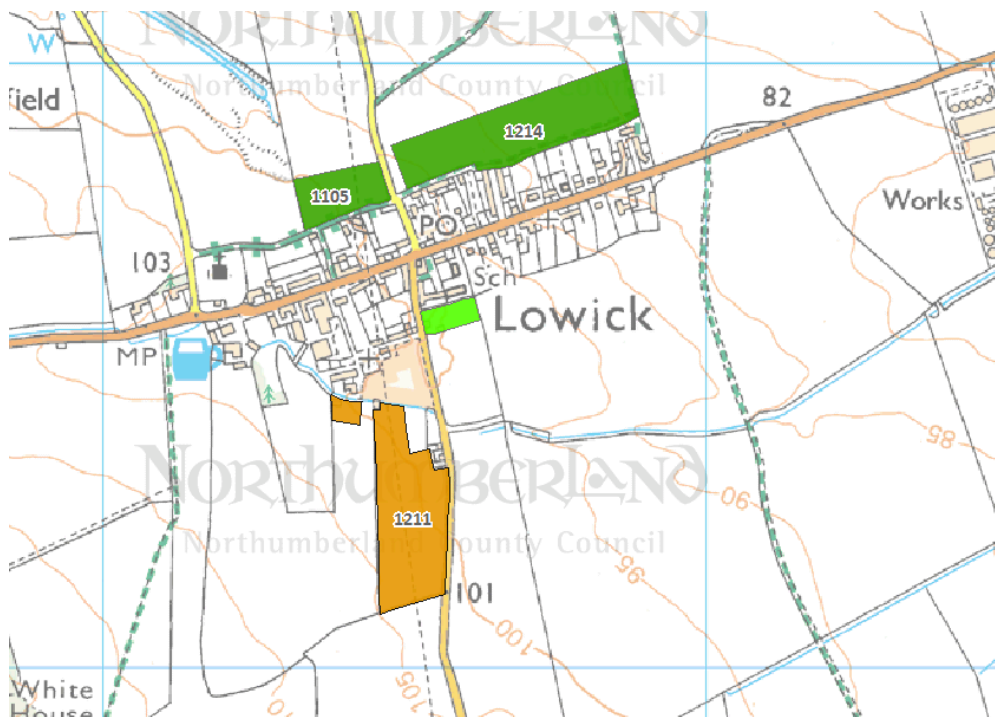 NORTHUMBERLAND
W
Northumberland County Council
field
82
1214
1105
Works
PO
103
Sch
Lowick
MP
85
NORTHUMBERLAND
90
1211
Northumberland County Council
95
101
100
105
White
House